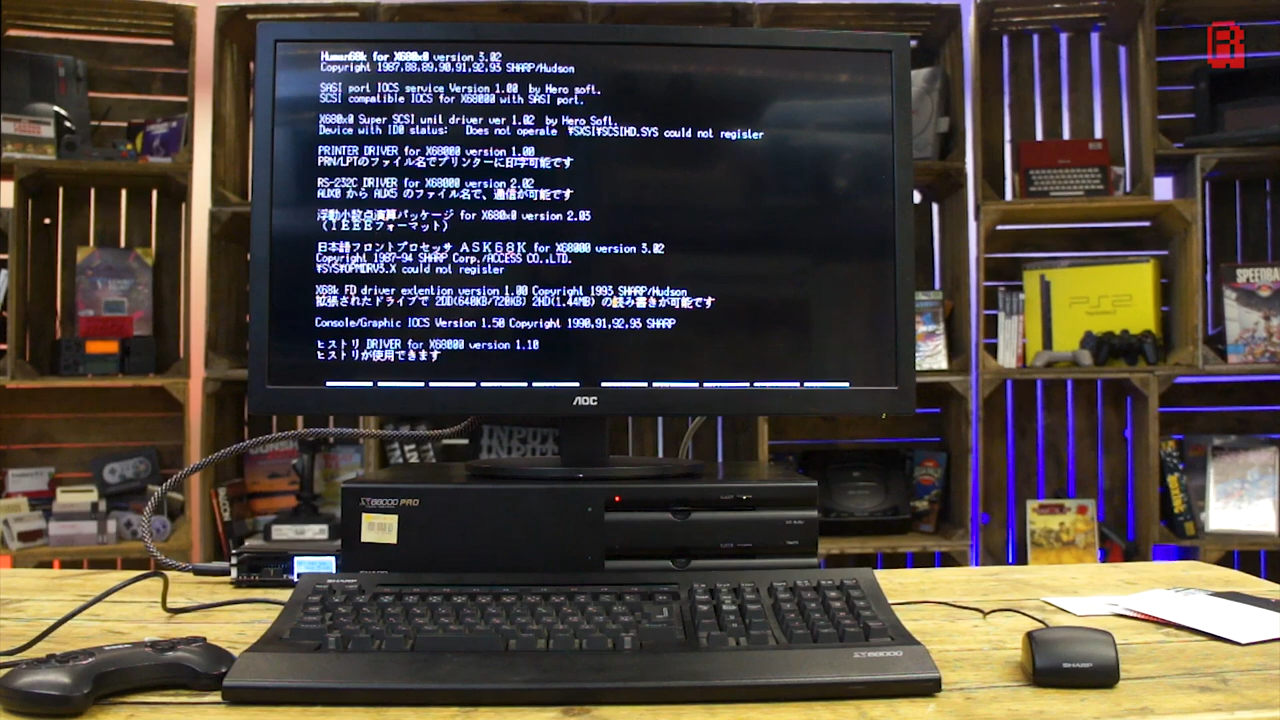 Human68k for X680x0 version 3.02
Copyright 1987,88,89,90,91,92,93 SHARP/Hudson
SASI port IOCS service Version 1.00 by Hero soft.
SCSI compatible IOCS for X68000 with SASI port.
X680x0 Super SCSI unit driver ver 1.02 by Hero Soft.
Device with ID0 status: Does not operate ¥SXSI¥SCSIHD.SYS could not register
PRINTER DRIVER for X68000 version 1.00
PRN/LPTのファイル名でプリンターに印字可能です
RS-232C DRIVER for X68000 version 2.02
AUX0 から AUX5 のファイル名で、通信が可能です
浮動小数点演算パッケージ for X680x0 version 2.03
（ＩＥＥＥフォーマット）
日本語フロントプロセッサ ＡＳＫ６８Ｋ for X68000 version 3.02
Copyright 1987-94 SHARP Corp./ACCESS CO.,LTD.
¥SYS¥OPMDRV3.X could not register
X68k FD driver extention version 1.00 Copyright 1993 SHARP/Hudson
拡張されたドライブで 2DD(640KB/720KB) 2HD(1.44MB) の読み書きが可能です
Console/Graphic IOCS Version 1.50 Copyright 1990,91,92,93 SHARP
ヒストリ DRIVER for X68000 version 1.10
ヒストリが使用できます
AOC
PS2
SPEEDBA
INPUT
X68000 PRO
SHARP
X68000
SHARP
R